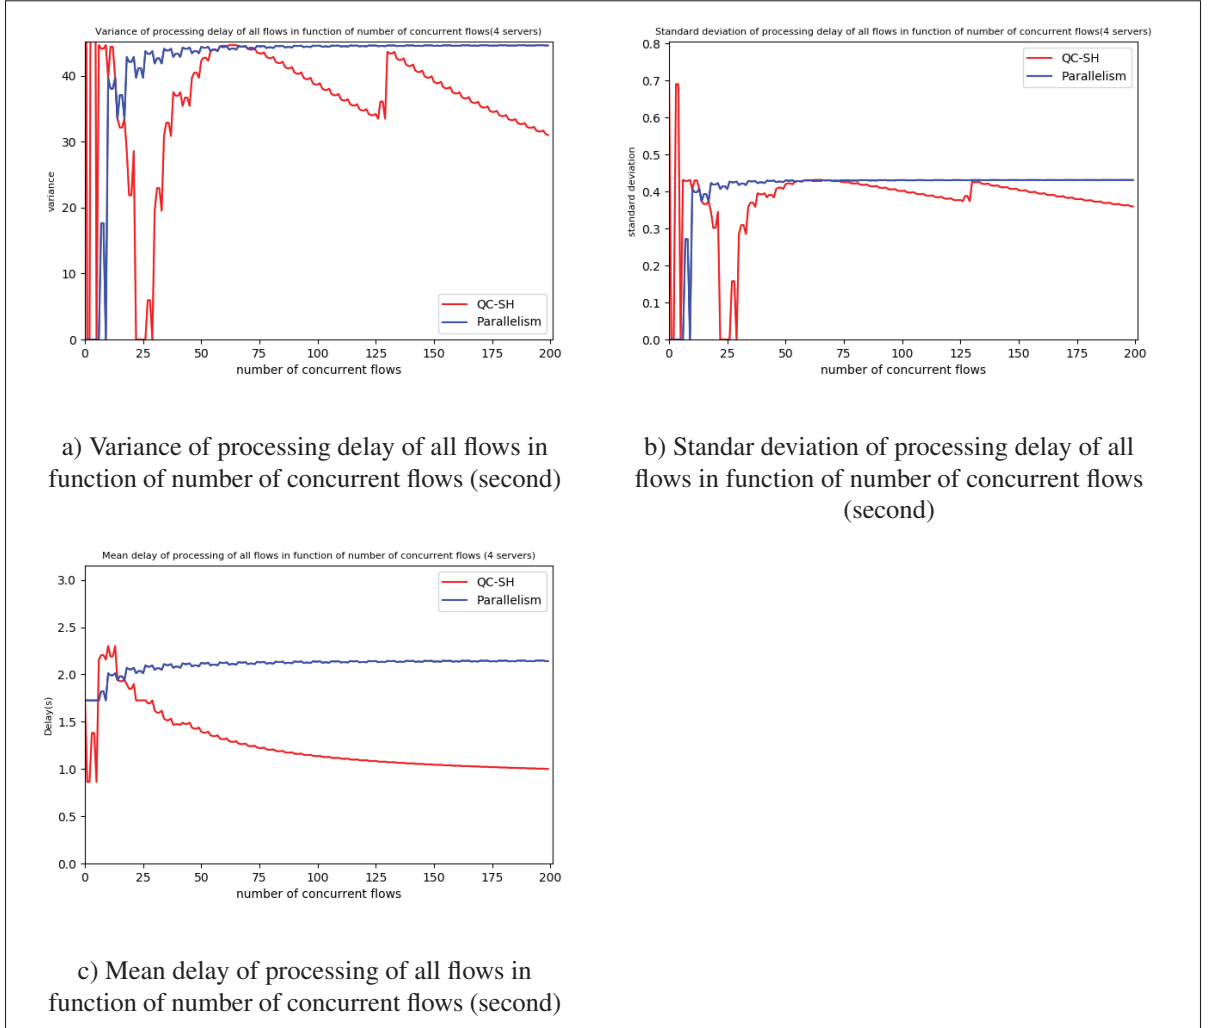 Variance of processing delay of all flows in function of number of concurrent flows(4 servers)
40
30
20
10
0
variance
QC-SH
Parallelism
0 25 50 75 100 125 150 175 200
number of concurrent flows
a) Variance of processing delay of all flows in
function of number of concurrent flows (second)
Standard deviation of processing delay of all flows in function of number of concurrent flows(4 servers)
0.8
0.7
0.6
0.5
0.4
0.3
0.2
0.1
0.0
standard deviation
QC-SH
Parallelism
0 25 50 75 100 125 150 175 200
number of concurrent flows
b) Standar deviation of processing delay of all
flows in function of number of concurrent flows
(second)
Mean delay of processing of all flows in function of number of concurrent flows (4 servers)
3.0
2.5
2.0
1.5
1.0
0.5
0.0
Delay(s)
QC-SH
Parallelism
0 25 50 75 100 125 150 175 200
number of concurrent flows
c) Mean delay of processing of all flows in
function of number of concurrent flows (second)